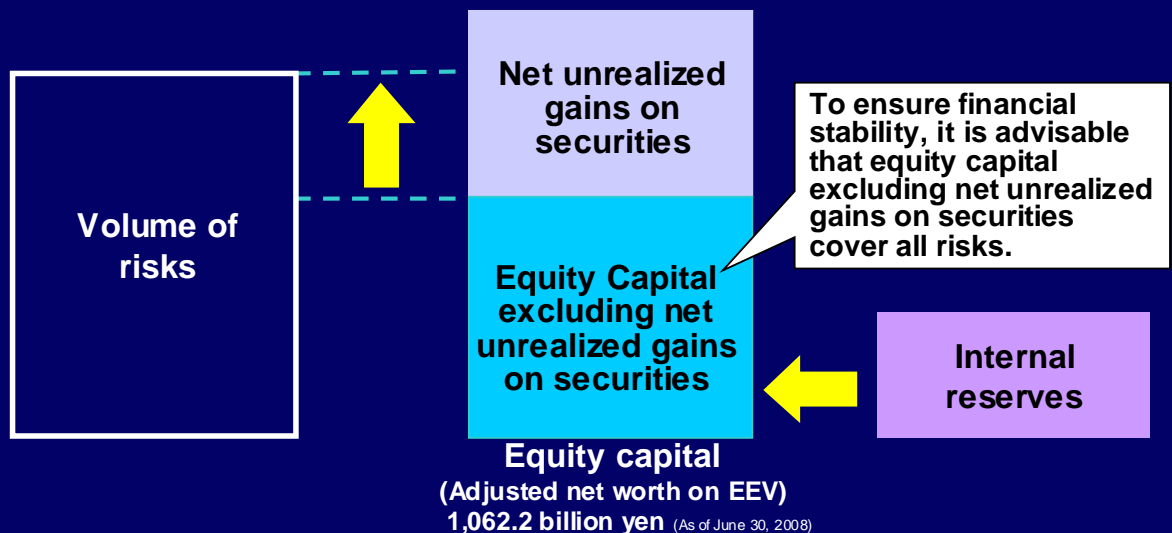 Volume of
risks
Net unrealized
gains on
securities
Equity Capital
excluding net
unrealized gains
on securities
To ensure financial
stability, it is advisable
that equity capital
excluding net unrealized
gains on securities
cover all risks.
Internal
reserves
Equity capital
(Adjusted net worth on EEV)
1,062.2 billion yen (As of June 30, 2008)